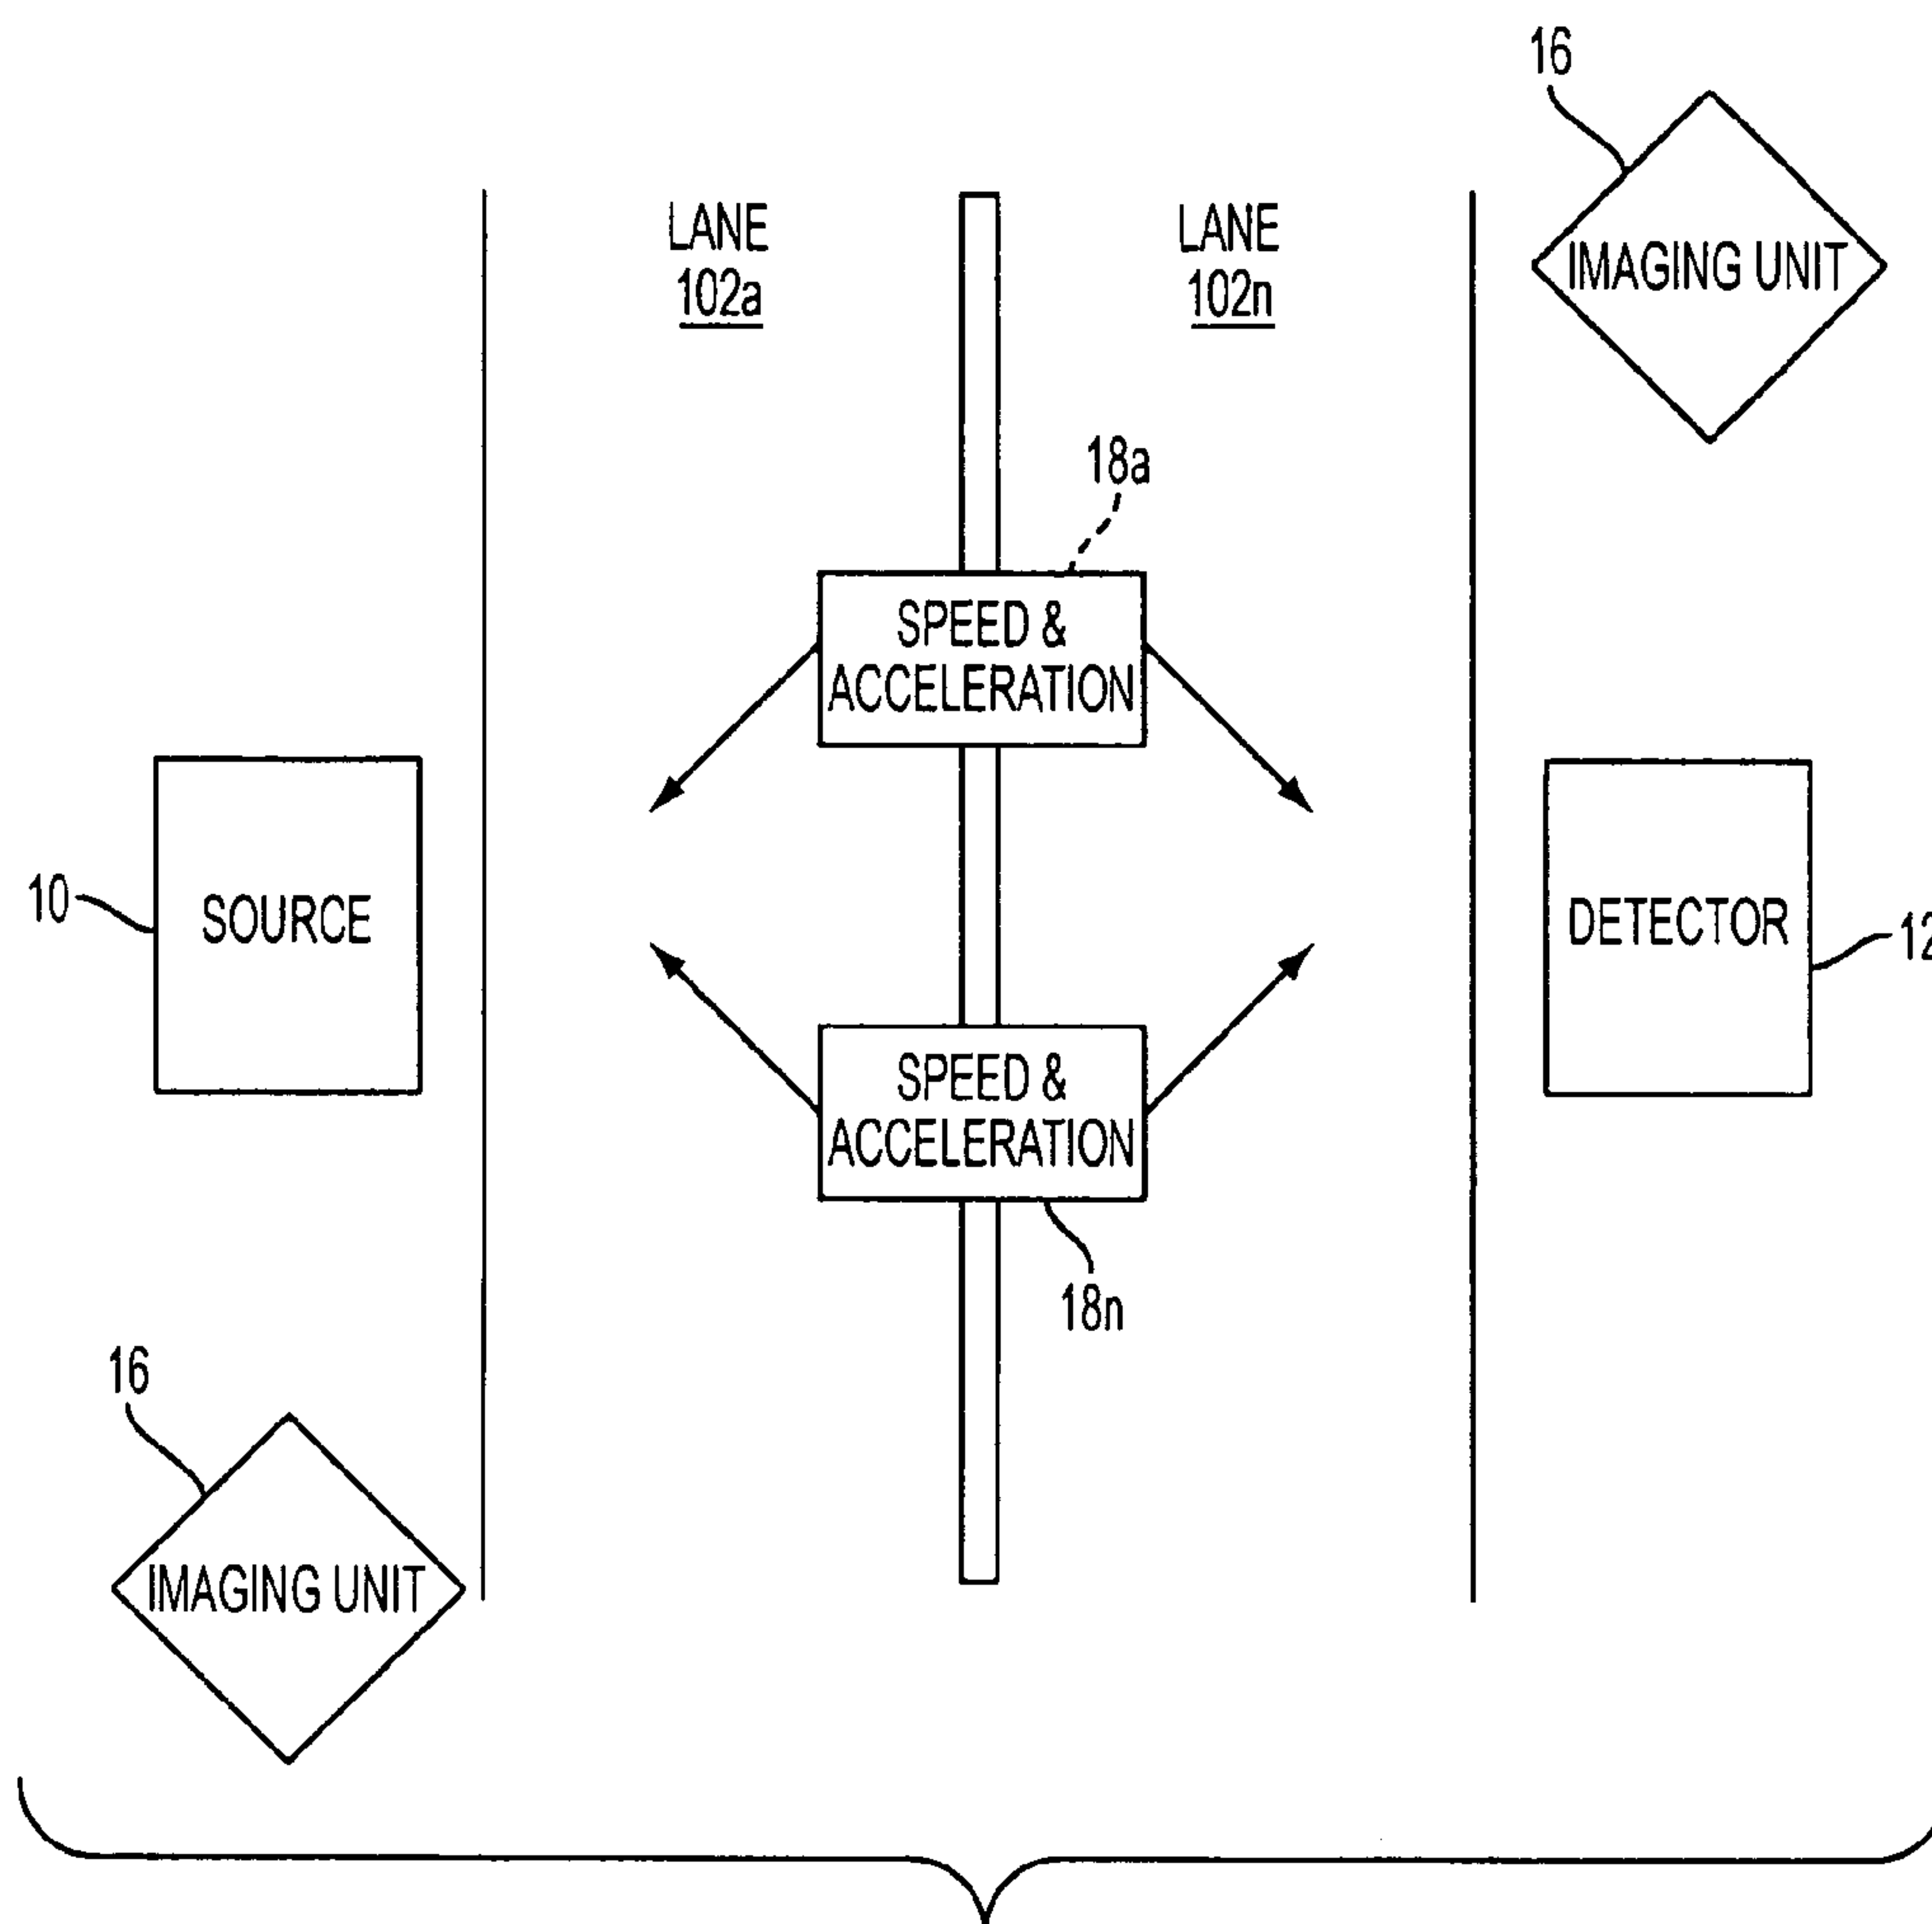 16
LANE
102a
LANE
102n
IMAGING UNIT
18a
SPEED &
ACCELERATION
10
SOURCE
DETECTOR
12
SPEED &
ACCELERATION
18n
16
IMAGING UNIT